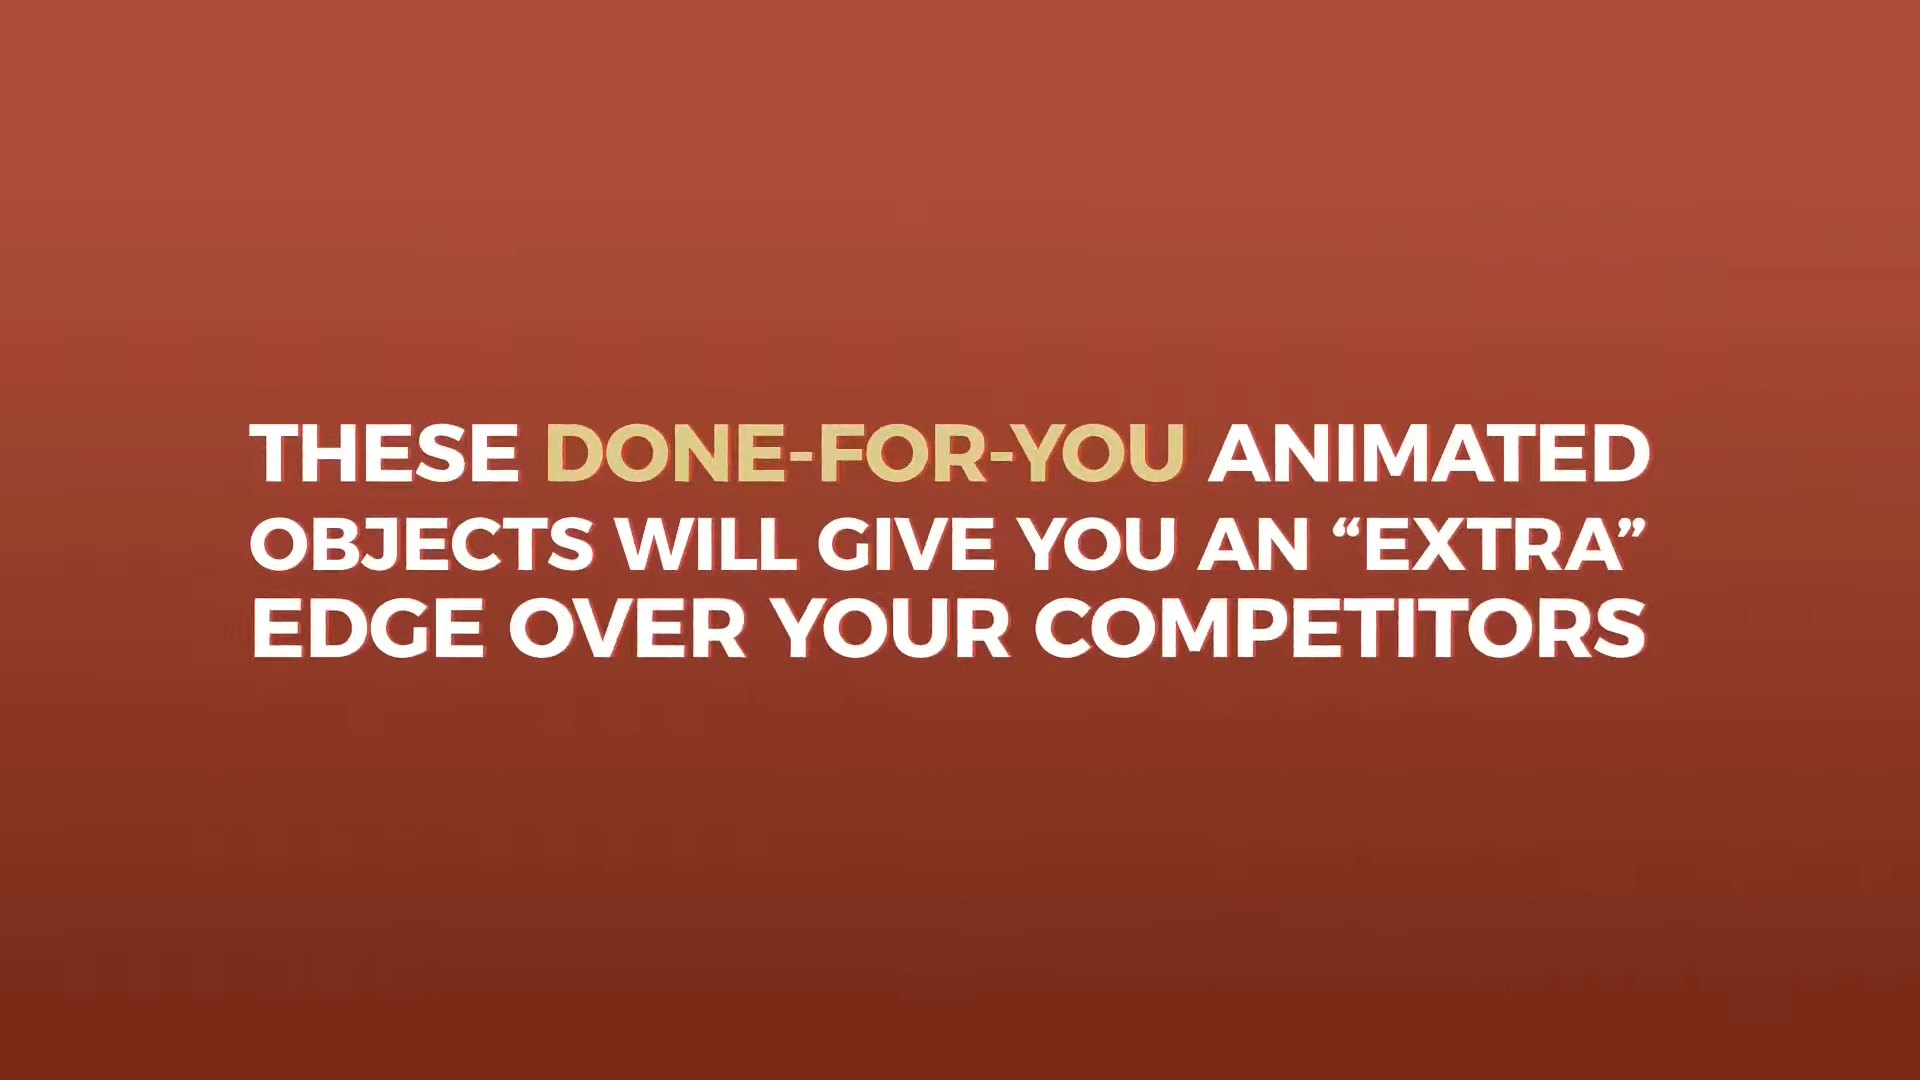 THESE DONE-FOR-YOU ANIMATED
OBJECTS WILL GIVE YOU AN “EXTRA”
EDGE OVER YOUR COMPETITORS